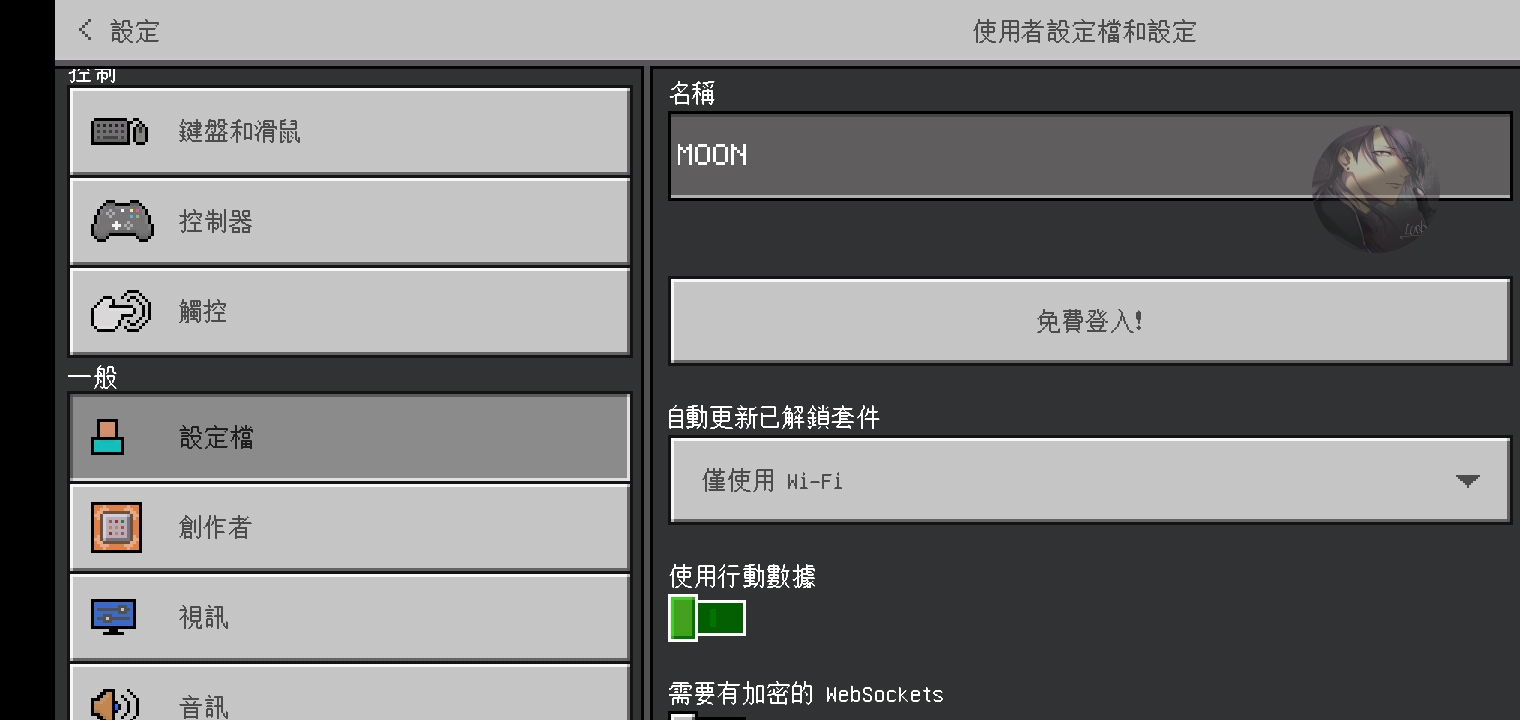 設定
使用者設定檔和設定
控制
鍵盤和滑鼠
控制器
觸控
一般
設定檔
創作者
視訊
音訊
名稱
MOON
免費登入!
自動更新已解鎖套件
僅使用 Wi-Fi
使用行動數據
需要有加密的 WebSockets